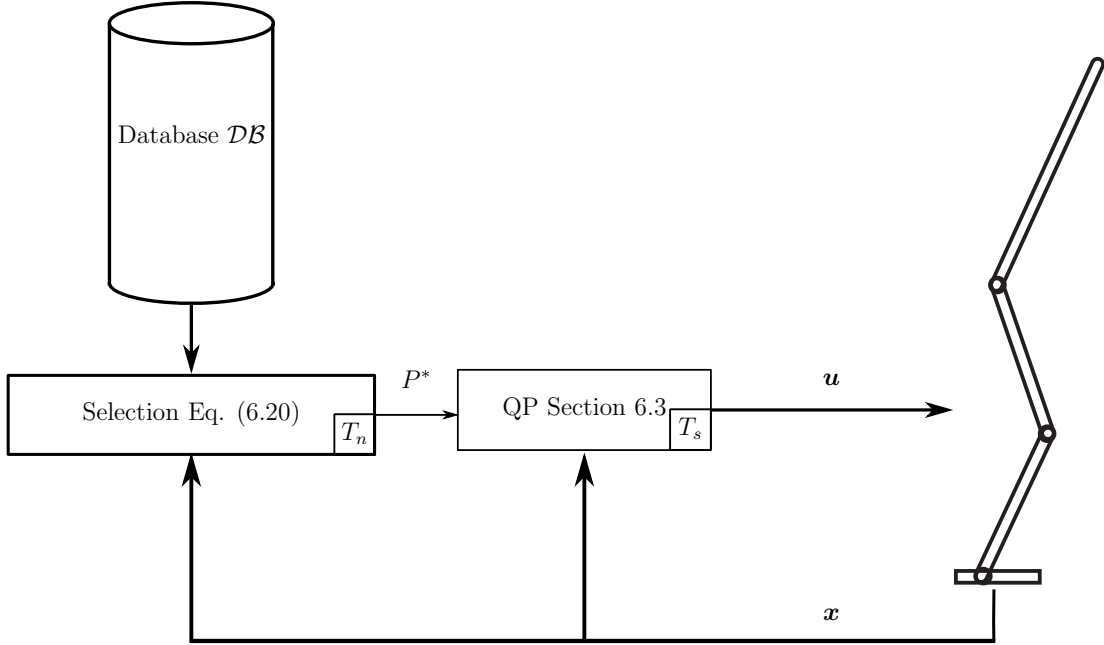 Database 𝒟ℬ
P*
u
Selection Eq. (6.20)
T_n
QP Section 6.3
T_s
x